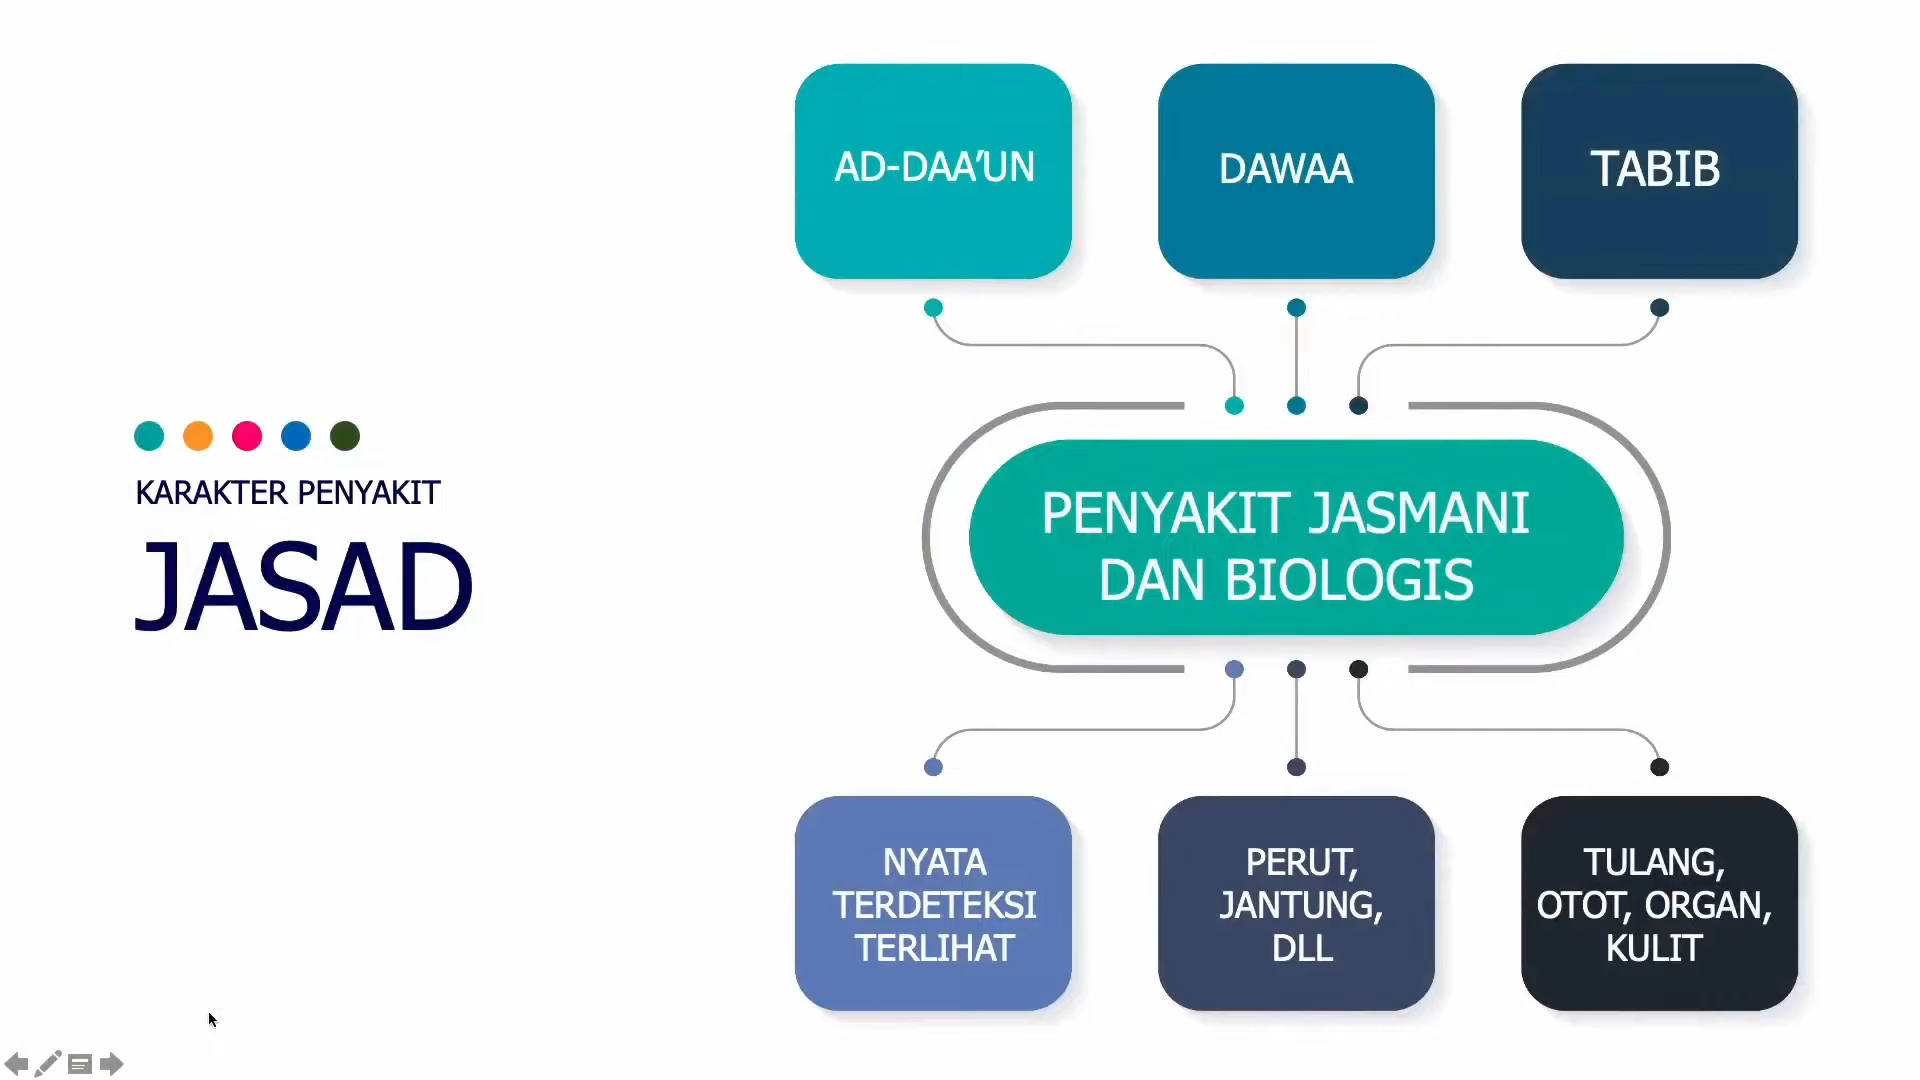 KARAKTER PENYAKIT
JASAD
AD-DAA’UN
DAWAA
TABIB
PENYAKIT JASMANI
DAN BIOLOGIS
NYATA
TERDETEKSI
TERLIHAT
PERUT,
JANTUNG,
DLL
TULANG,
OTOT, ORGAN,
KULIT